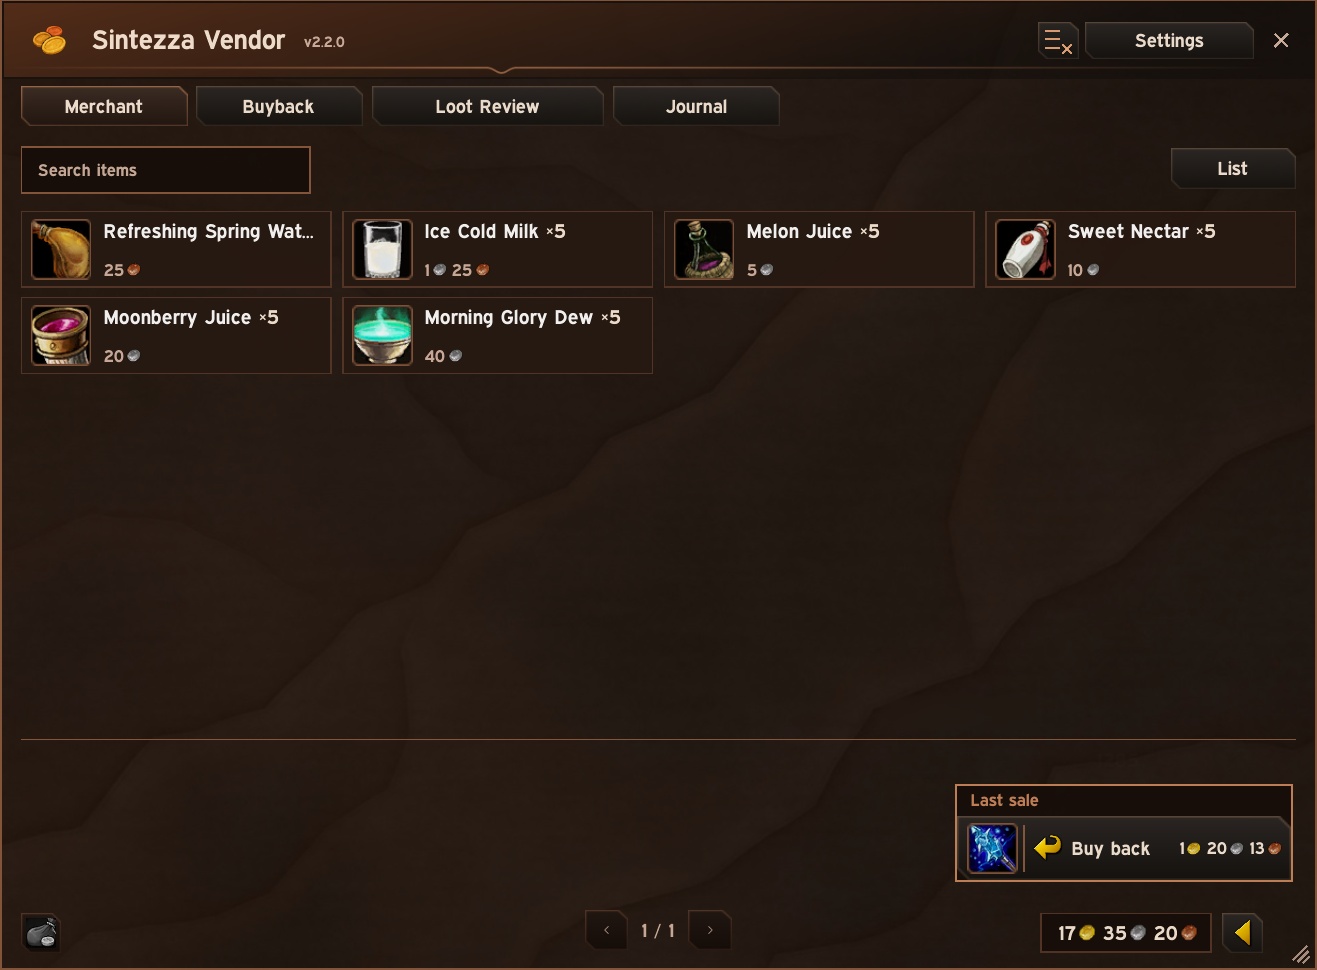 Sintezza Vendor v2.2.0
Settings
Merchant Buyback Loot Review Journal
Search items
List
Refreshing Spring Wat...
25
Ice Cold Milk ×5
1 25
Melon Juice ×5
5
Sweet Nectar ×5
10
Moonberry Juice ×5
20
Morning Glory Dew ×5
40
Last sale
Buy back 1 20 13
1 / 1
17 35 20